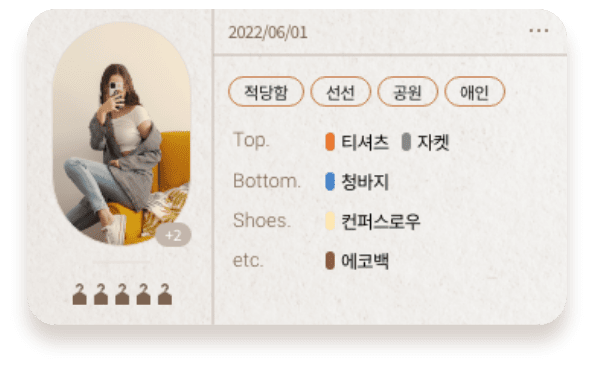 2022/06/01
적당함 선선 공원 애인
Top. 티셔츠 자켓
Bottom. 청바지
Shoes. 컨퍼스로우
etc. 에코백
+2